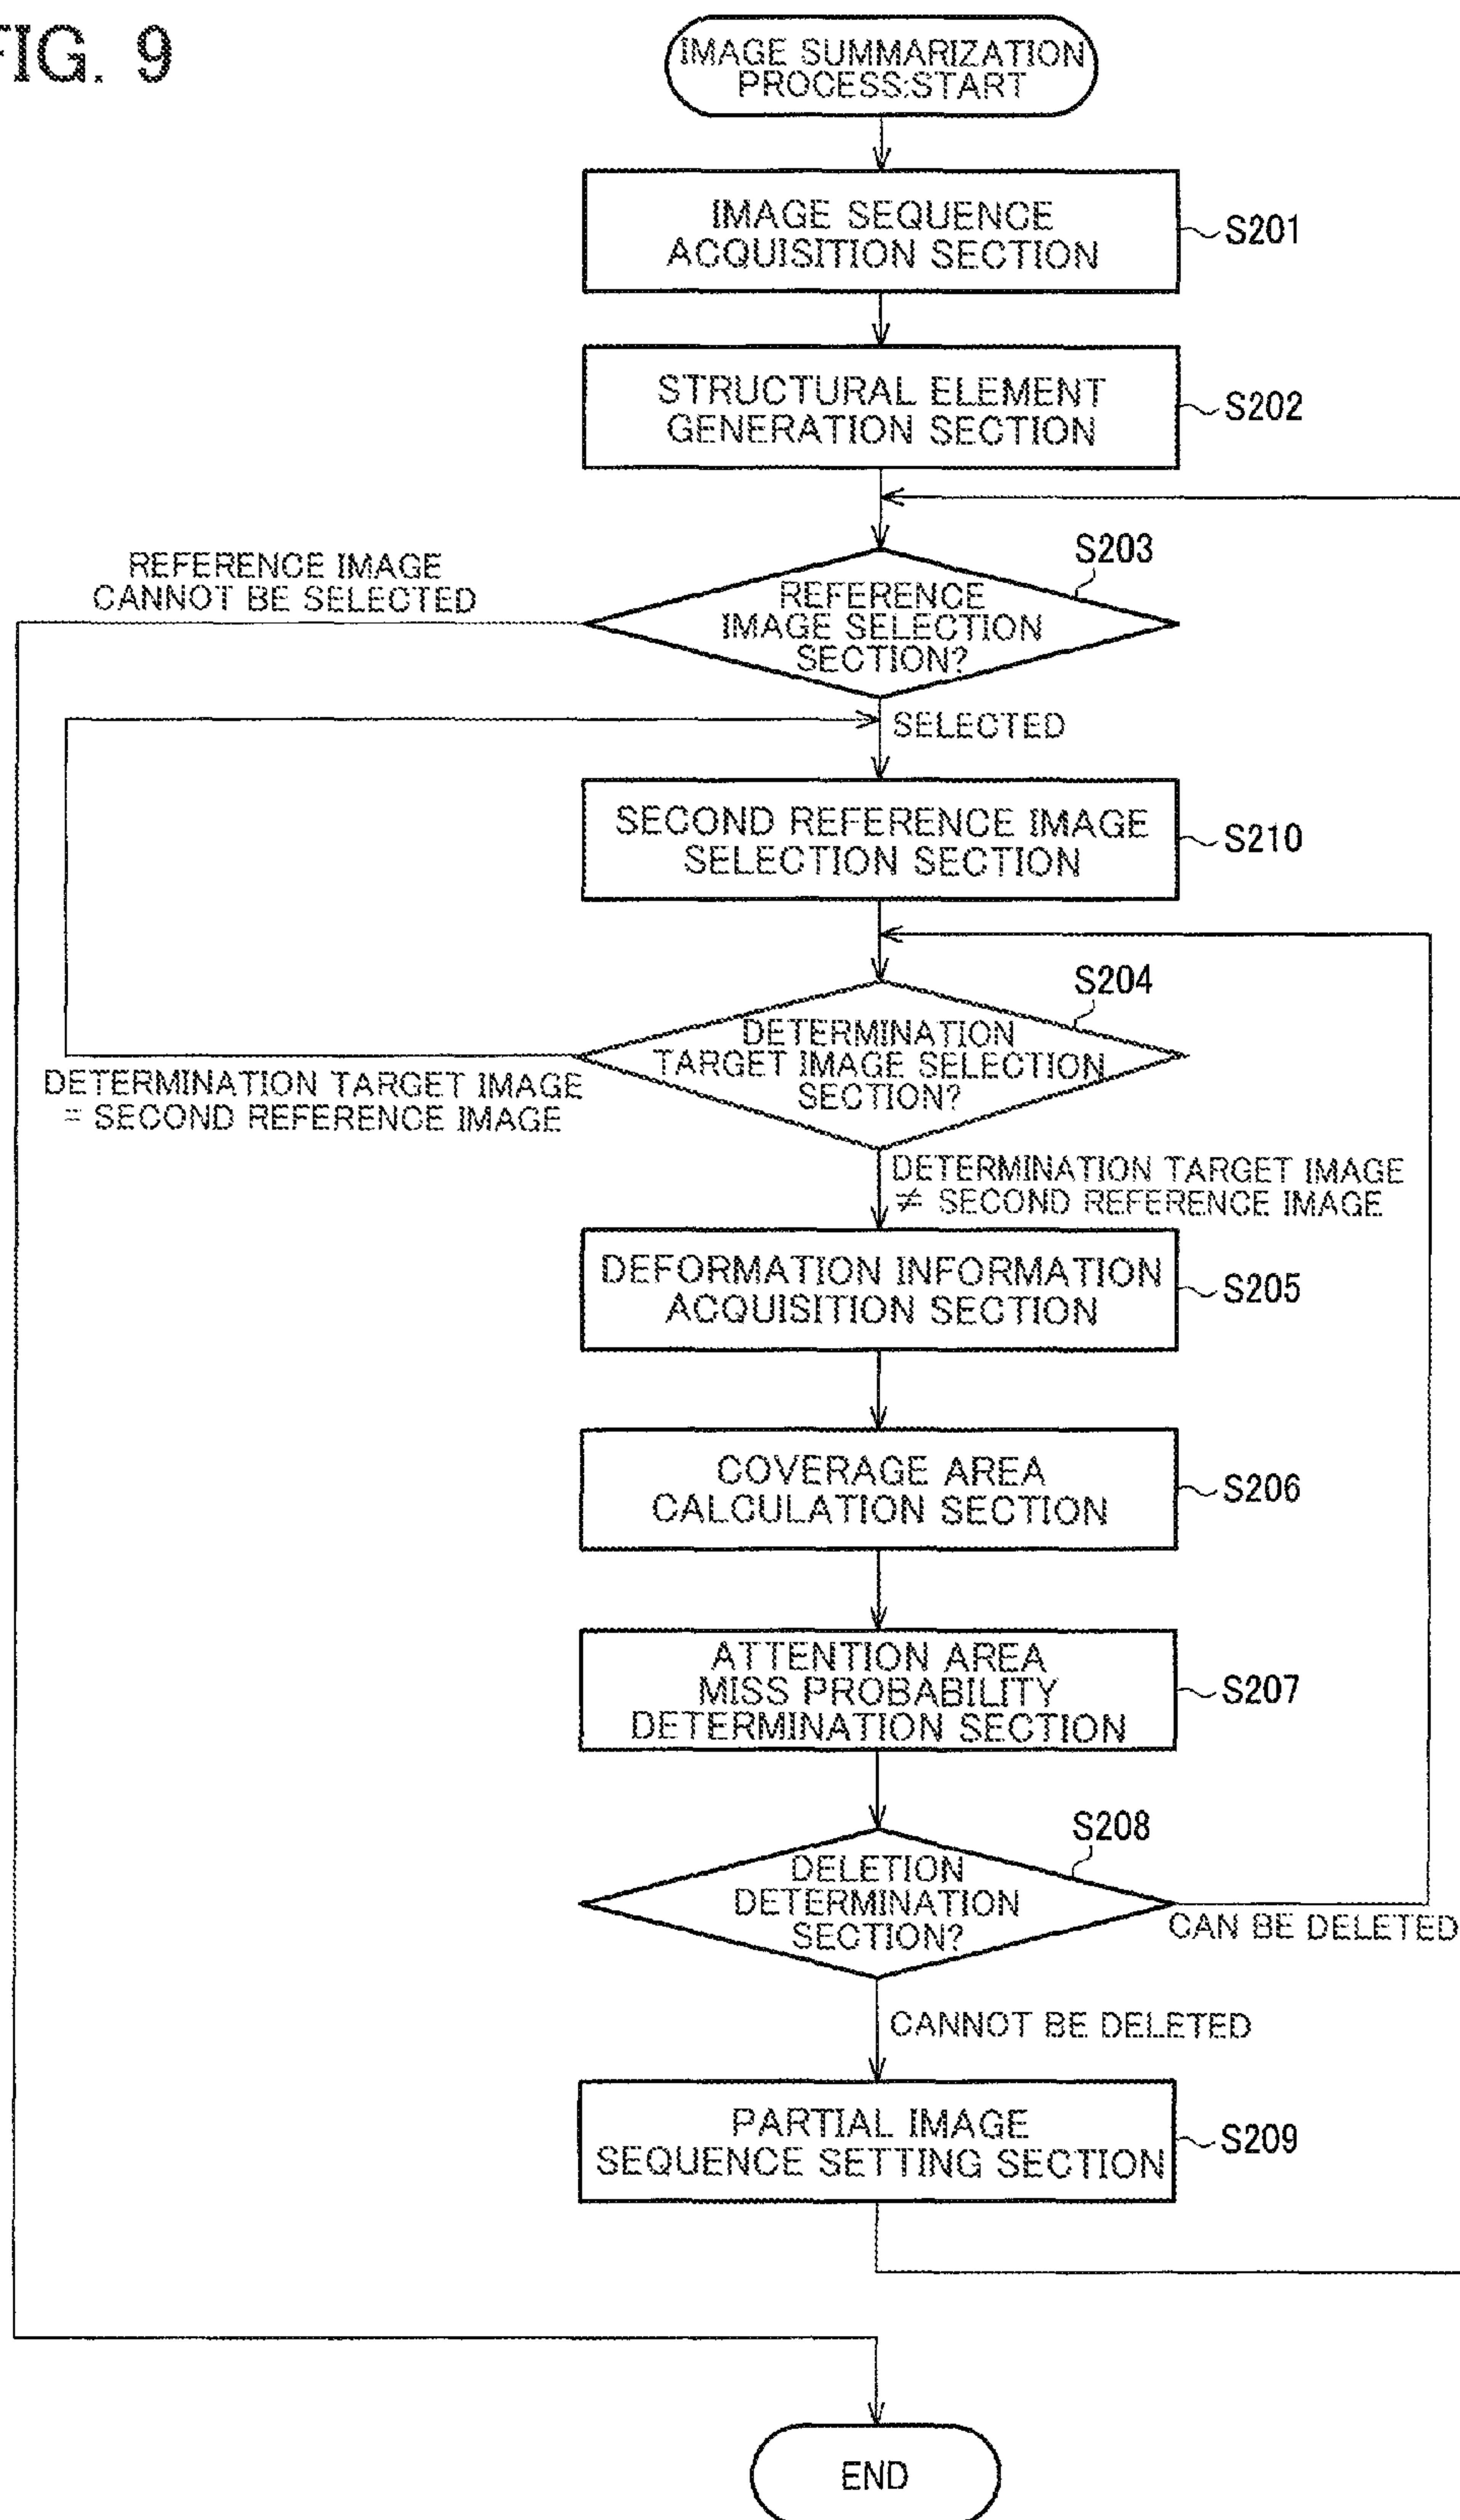 FIG. 9
IMAGE SUMMARIZATION
PROCESS:START
IMAGE SEQUENCE
ACQUISITION SECTION
S201
STRUCTURAL ELEMENT
GENERATION SECTION
S202
REFERENCE IMAGE
CANNOT BE SELECTED
S203
REFERENCE
IMAGE SELECTION
SECTION?
SELECTED
SECOND REFERENCE IMAGE
SELECTION SECTION
S210
S204
DETERMINATION
TARGET IMAGE SELECTION
SECTION?
DETERMINATION TARGET IMAGE
= SECOND REFERENCE IMAGE
DETERMINATION TARGET IMAGE
≠ SECOND REFERENCE IMAGE
DEFORMATION INFORMATION
ACQUISITION SECTION
S205
COVERAGE AREA
CALCULATION SECTION
S206
ATTENTION AREA
MISS PROBABILITY
DETERMINATION SECTION
S207
S208
DELETION
DETERMINATION
SECTION?
CAN BE DELETED
CANNOT BE DELETED
PARTIAL IMAGE
SEQUENCE SETTING SECTION
S209
END